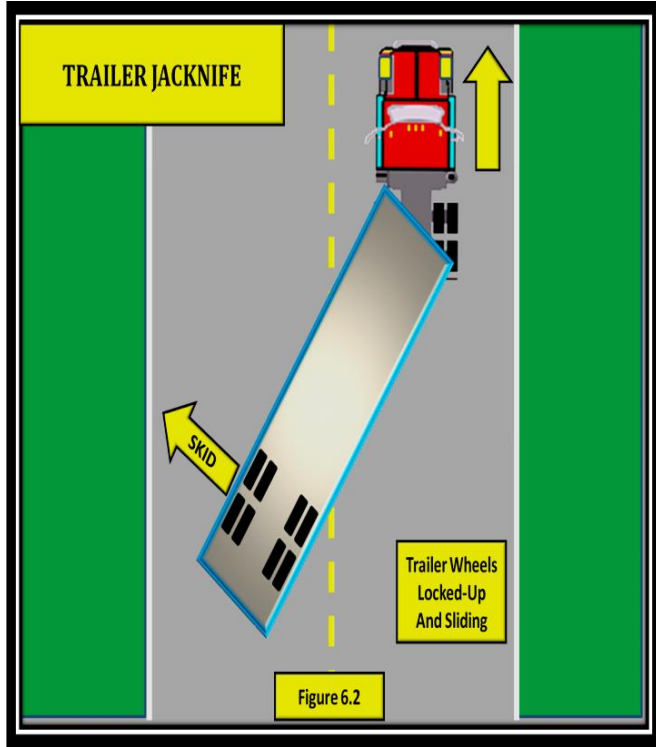 TRAILER JACKNIFE
SKID
Trailer Wheels
Locked-Up
And Sliding
Figure 6.2